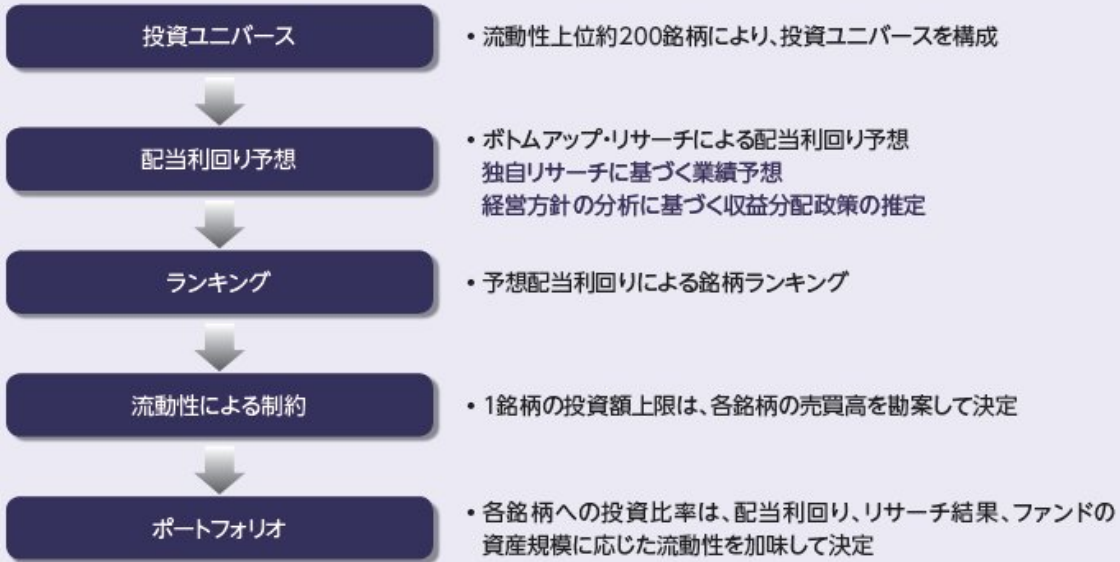 投資ユニバース
・流動性上位約200銘柄により、投資ユニバースを構成
配当利回り予想
・ボトムアップ・リサーチによる配当利回り予想
独自リサーチに基づく業績予想
経営方針の分析に基づく収益分配政策の推定
ランキング
・予想配当利回りによる銘柄ランキング
流動性による制約
・1銘柄の投資額上限は、各銘柄の売買高を勘案して決定
ポートフォリオ
・各銘柄への投資比率は、配当利回り、リサーチ結果、ファンドの
資産規模に応じた流動性を加味して決定